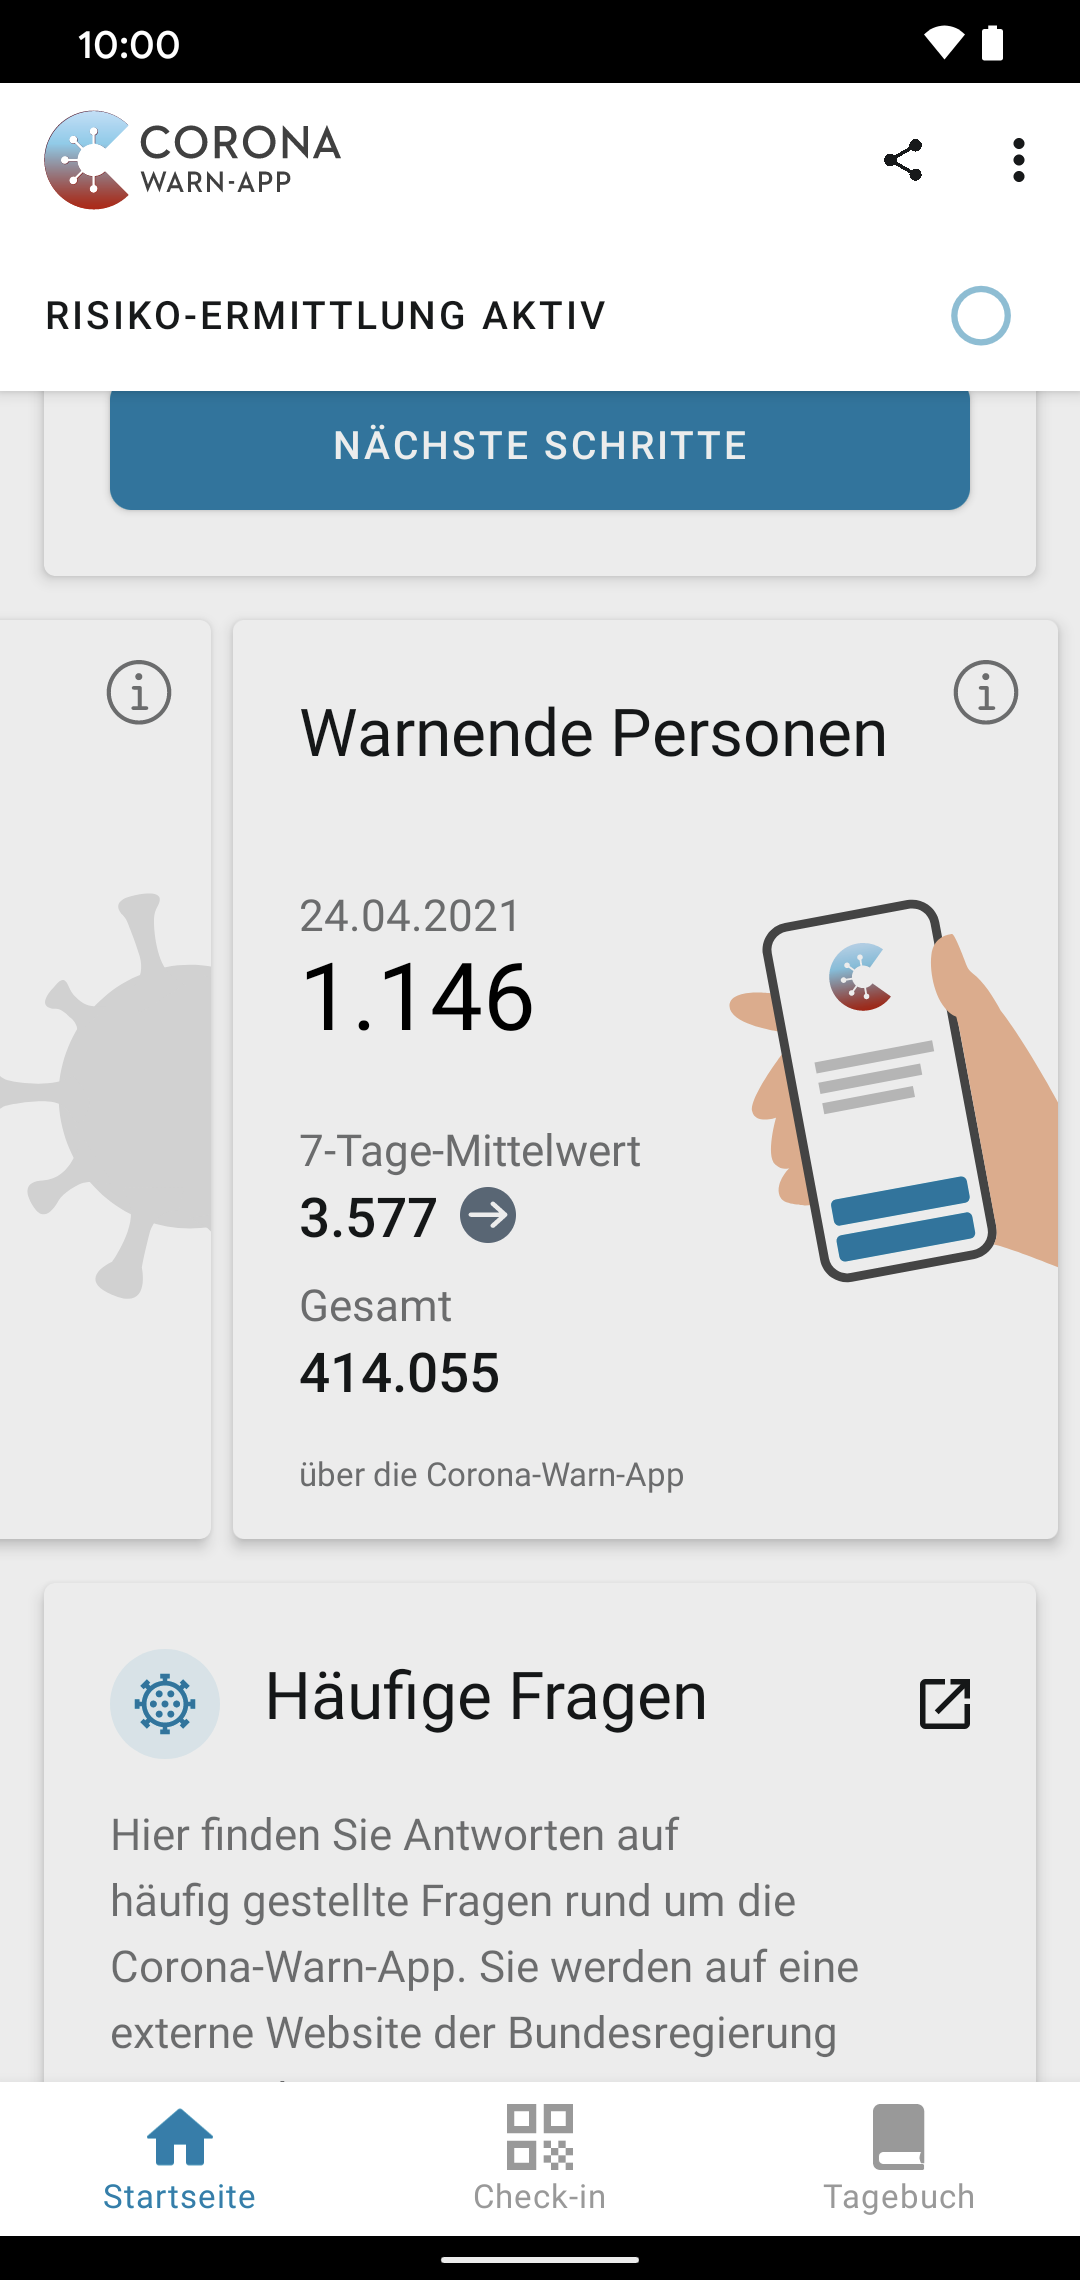 10:00
CORONA
WARN-APP
RISIKO-ERMITTLUNG AKTIV
NÄCHSTE SCHRITTE
Warnende Personen
24.04.2021
1.146
7-Tage-Mittelwert
3.577
Gesamt
414.055
über die Corona-Warn-App
Häufige Fragen
Hier finden Sie Antworten auf
häufig gestellte Fragen rund um die
Corona-Warn-App. Sie werden auf eine
externe Website der Bundesregierung
Startseite
Check-in
Tagebuch